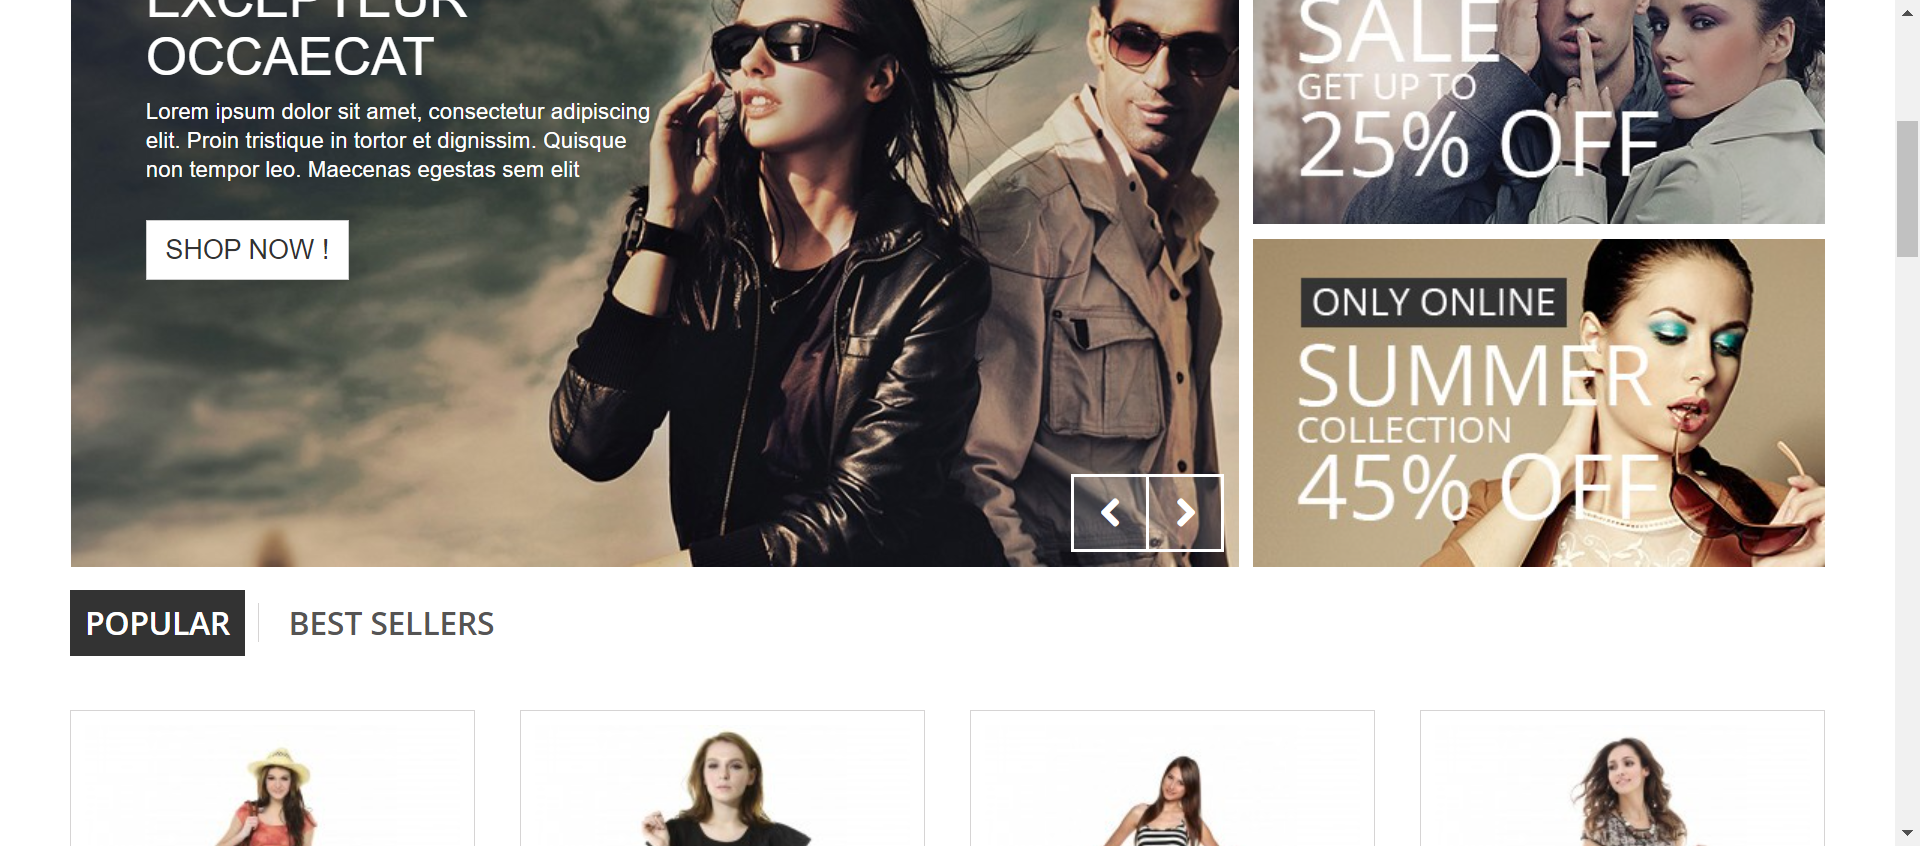 EXCEPTEUR
OCCAECAT
Lorem ipsum dolor sit amet, consectetur adipiscing
elit. Proin tristique in tortor et dignissim. Quisque
non tempor leo. Maecenas egestas sem elit
SHOP NOW !
SALE
GET UP TO
25% OFF
ONLY ONLINE
SUMMER
COLLECTION
45% OFF
POPULAR
BEST SELLERS